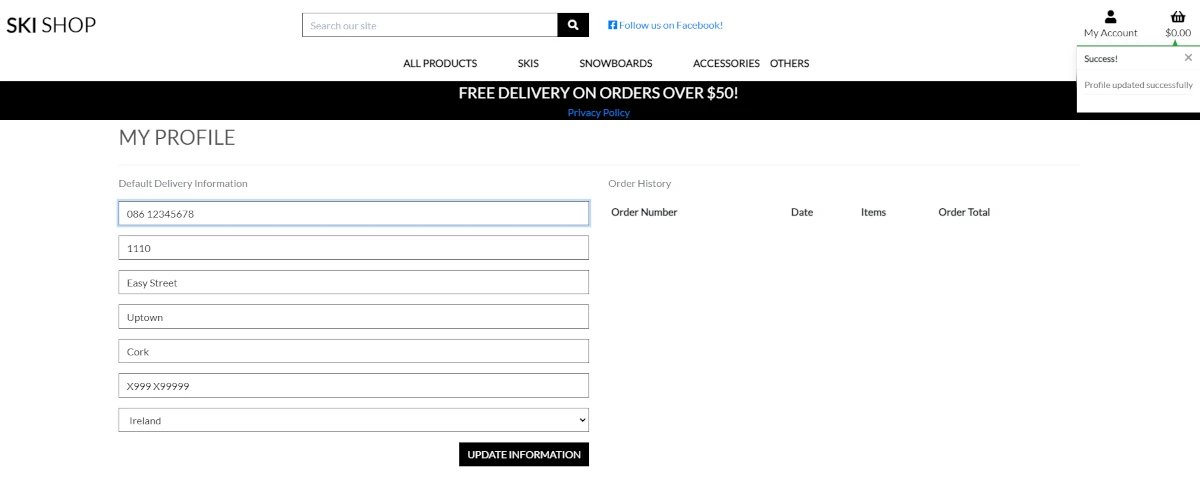 SKI SHOP
Search our site
Follow us on Facebook!
My Account
$0.00
ALL PRODUCTS SKIS SNOWBOARDS ACCESSORIES OTHERS
Success! ×
Profile updated successfully
FREE DELIVERY ON ORDERS OVER $50!
Privacy Policy
MY PROFILE
Default Delivery Information
086 12345678
1110
Easy Street
Uptown
Cork
X999 X99999
Ireland
UPDATE INFORMATION
Order History
Order Number Date Items Order Total